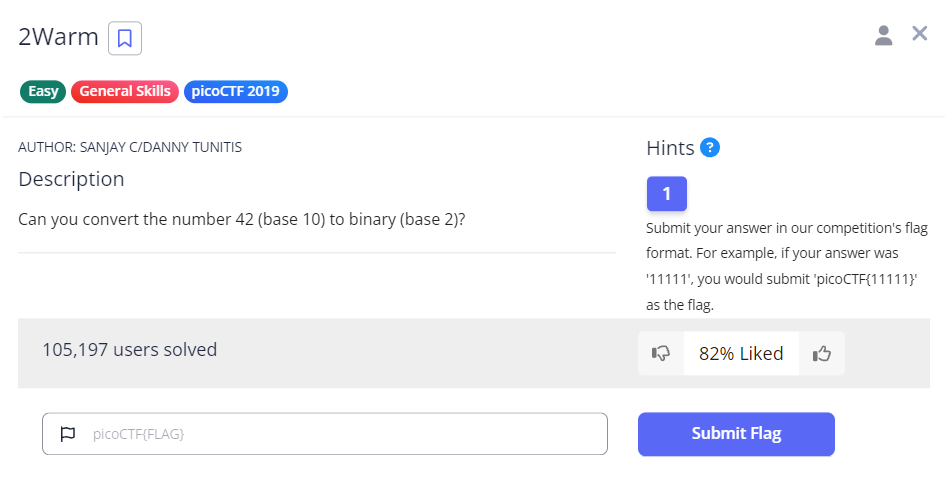 2Warm
Easy General Skills picoCTF 2019
AUTHOR: SANJAY C/DANNY TUNITIS
Description
Can you convert the number 42 (base 10) to binary (base 2)?
Hints ?
1
Submit your answer in our competition's flag
format. For example, if your answer was
'11111', you would submit 'picoCTF{11111}'
as the flag.
105,197 users solved
82% Liked
picoCTF{FLAG}
Submit Flag